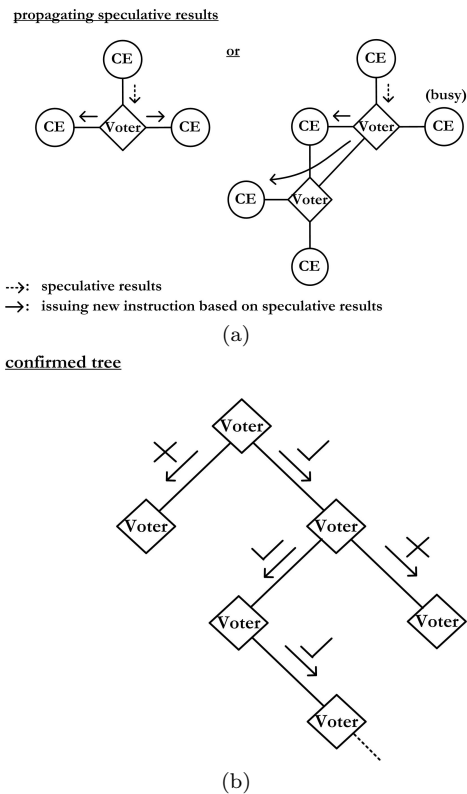 propagating speculative results
or
CE
CE
Voter
CE
CE
(busy)
CE
Voter
CE
CE
Voter
CE
: speculative results
: issuing new instruction based on speculative results
(a)
confirmed tree
Voter
Voter
Voter
Voter
Voter
Voter
(b)